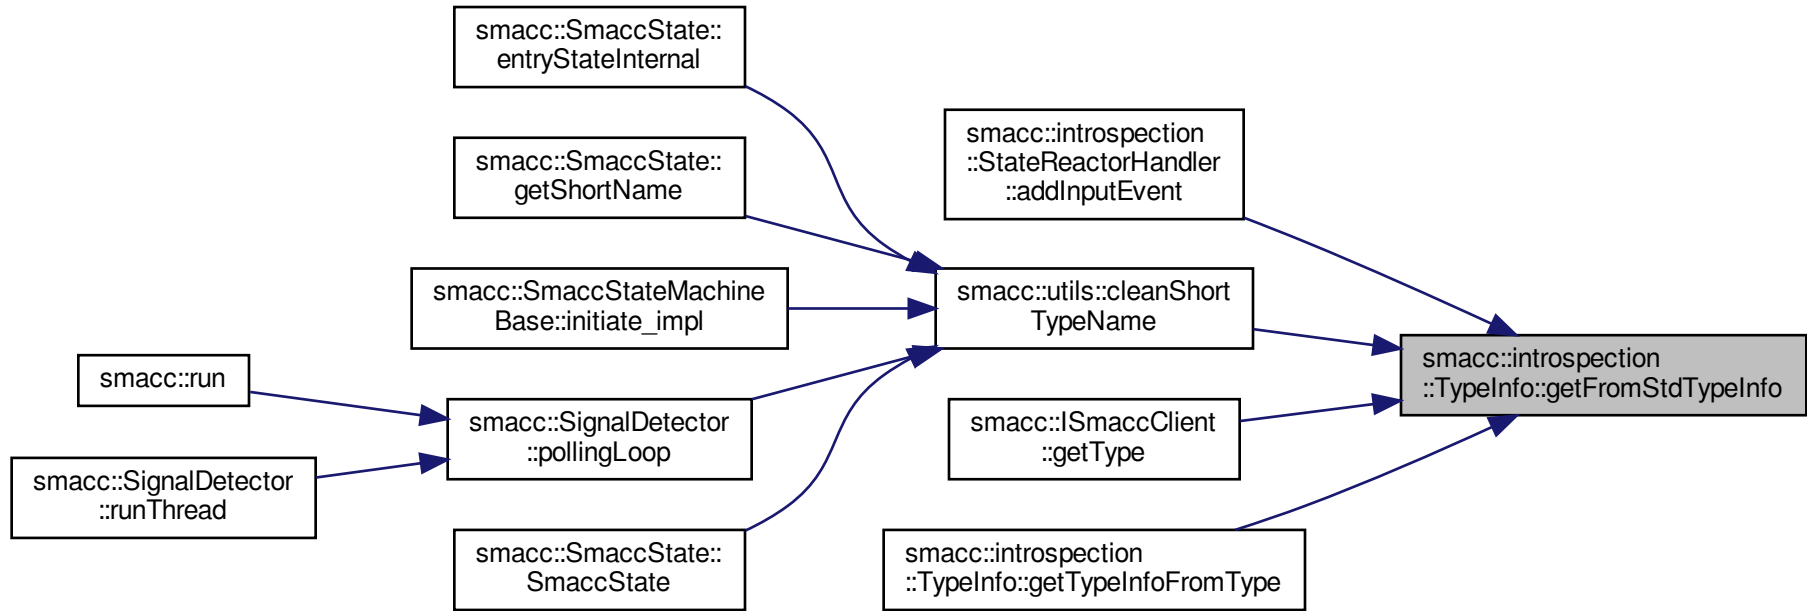 smacc::SmaccState::
entryStateInternal
smacc::introspection
::StateReactorHandler
::addInputEvent
smacc::SmaccState::
getShortName
smacc::SmaccStateMachine
Base::initiate_impl
smacc::utils::cleanShort
TypeName
smacc::introspection
::TypeInfo::getFromStdTypeInfo
smacc::run
smacc::SignalDetector
::pollingLoop
smacc::ISmaccClient
::getType
smacc::SignalDetector
::runThread
smacc::SmaccState::
SmaccState
smacc::introspection
::TypeInfo::getTypeInfoFromType